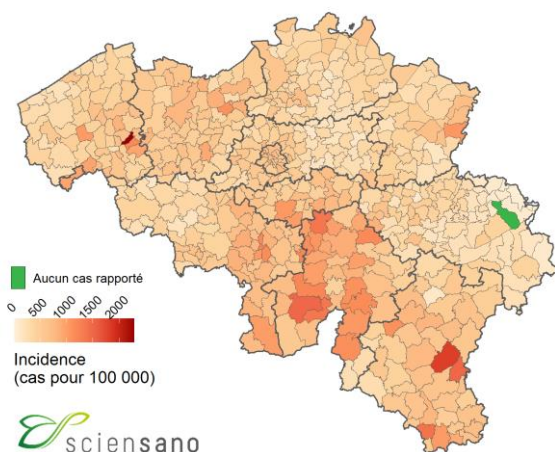 Aucun cas rapporté
0 500 1000 1500 2000
Incidence
(cas pour 100 000)
sciensano